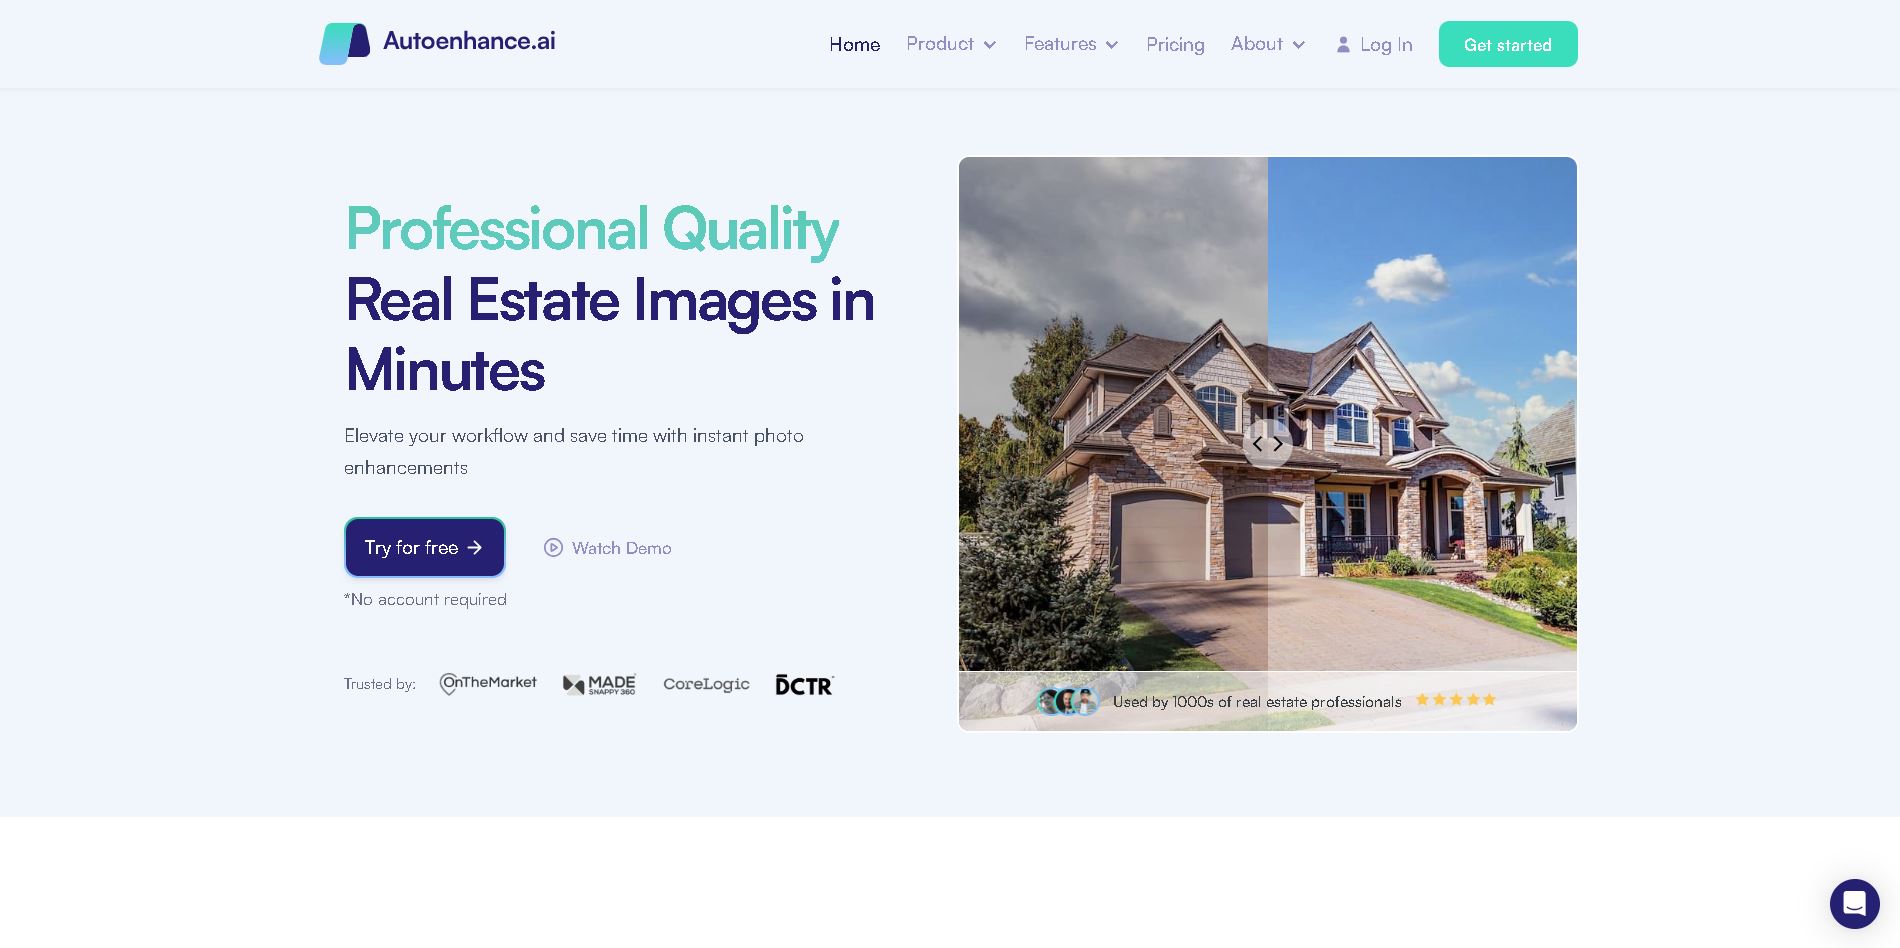 Autoenhance.ai
Home
Product
Features
Pricing
About
Log In
Get started
Professional Quality
Real Estate Images in
Minutes
Elevate your workflow and save time with instant photo
enhancements
Try for free
Watch Demo
*No account required
Trusted by:
OnTheMarket
MADE
SNAPPY 360
CoreLogic
DCTR
Used by 1000s of real estate professionals